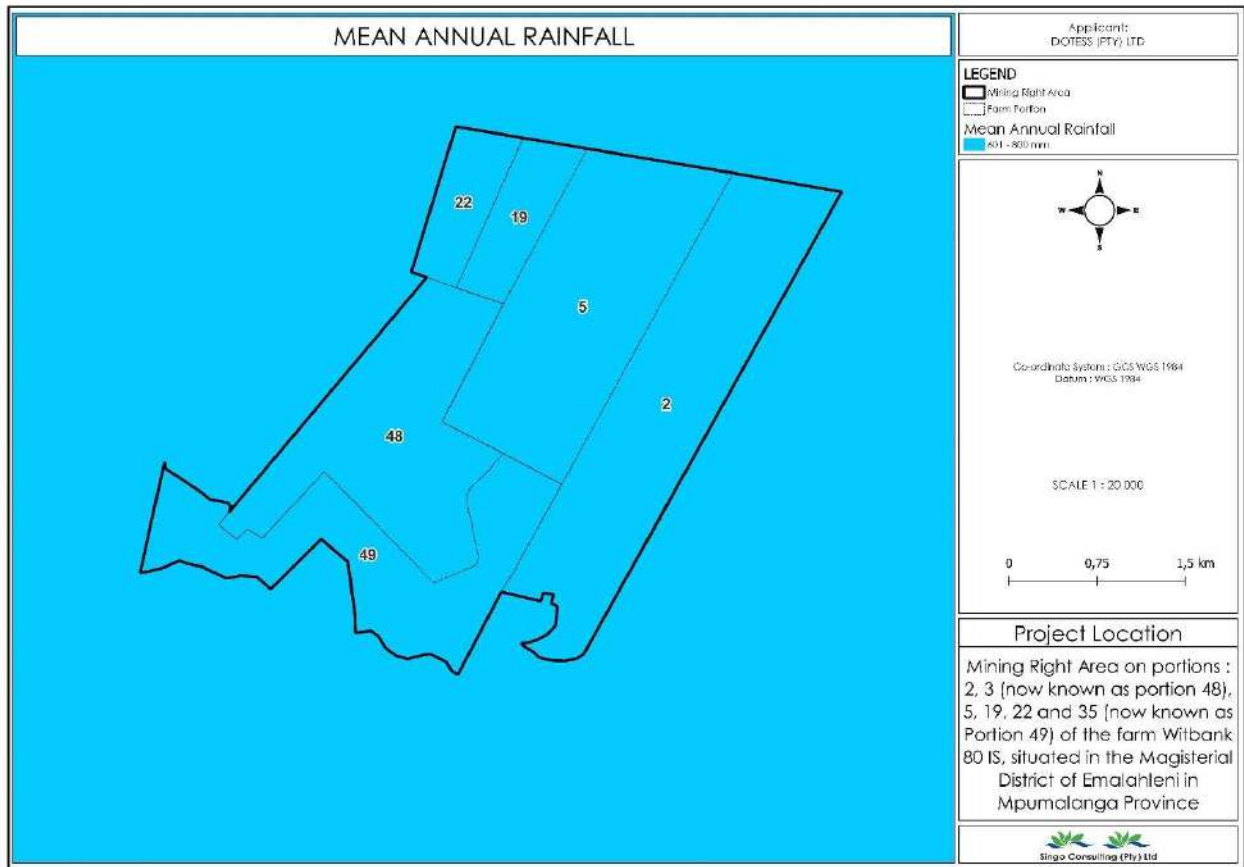 MEAN ANNUAL RAINFALL
22
19
5
2
48
49
Applicant:
DOTESS (PTY) LTD
LEGEND
Mining Right Area
Farm Portion
Mean Annual Rainfall
601 - 800 mm
N
W
E
S
Co-ordinate System : GCS WGS 1984
Datum : WGS 1984
SCALE 1 : 20 000
0 0,75 1,5 km
Project Location
Mining Right Area on portions :
2, 3 (now known as portion 48),
5, 19, 22 and 35 (now known as
Portion 49) of the farm Witbank
80 IS, situated in the Magisterial
District of Emalahleni in
Mpumalanga Province
Singo Consulting (Pty) Ltd